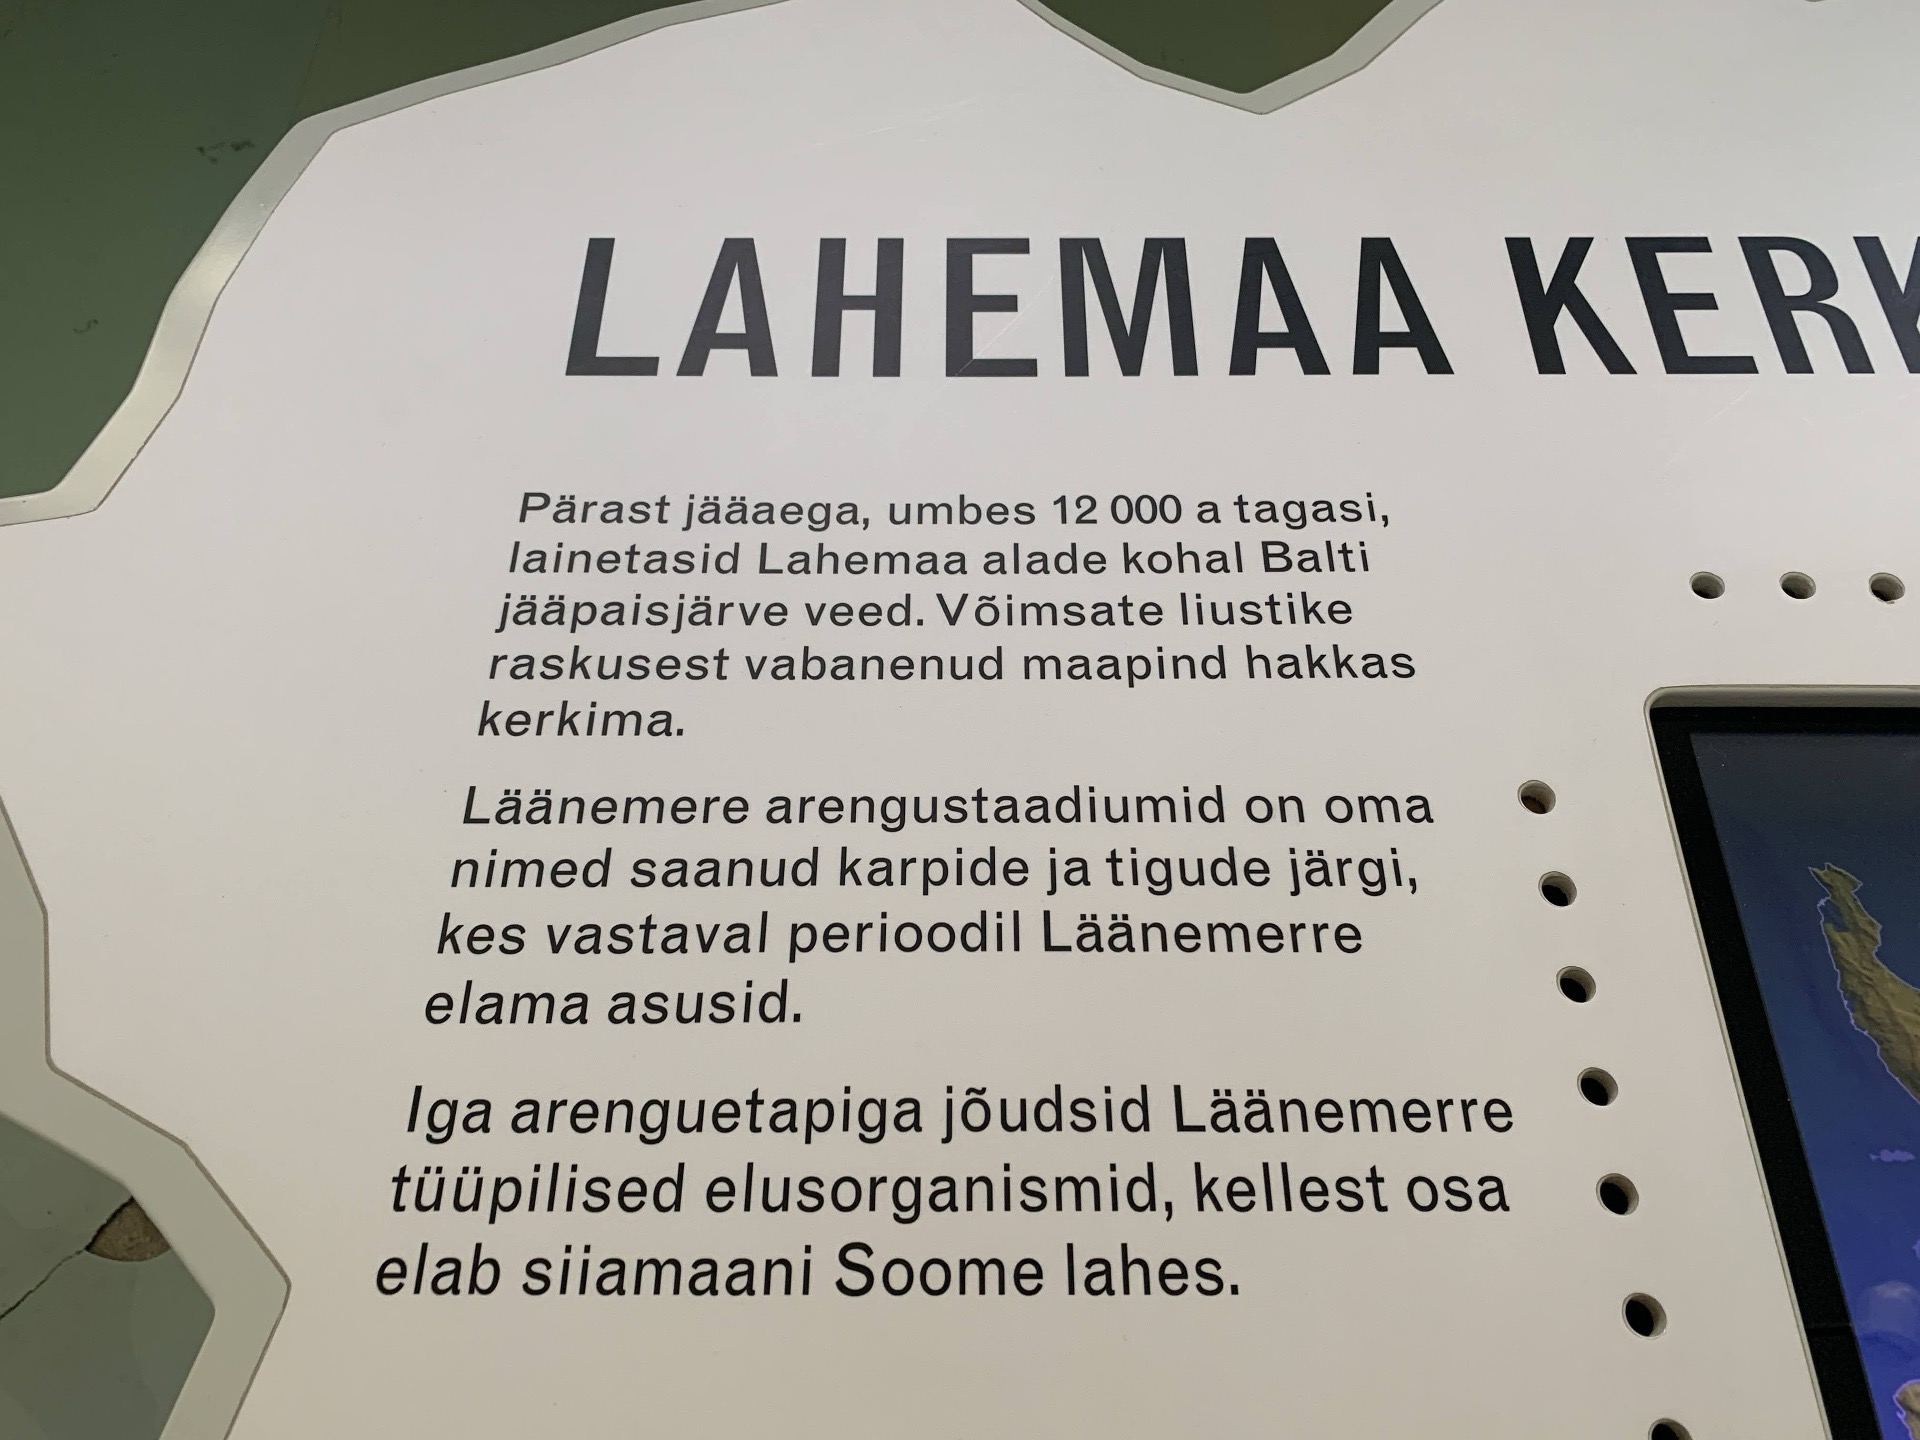 LAHEMAA KERK
Pärast jääaega, umbes 12 000 a tagasi,
lainetasid Lahemaa alade kohal Balti
jääpaisjärve veed. Võimsate liustike
raskusest vabanenud maapind hakkas
kerkima.
Läänemere arengustaadiumid on oma
nimed saanud karpide ja tigude järgi,
kes vastaval perioodil Läänemerre
elama asusid.
Iga arenguetapiga jõudsid Läänemerre
tüüpilised elusorganismid, kellest osa
elab siiamaani Soome lahes.